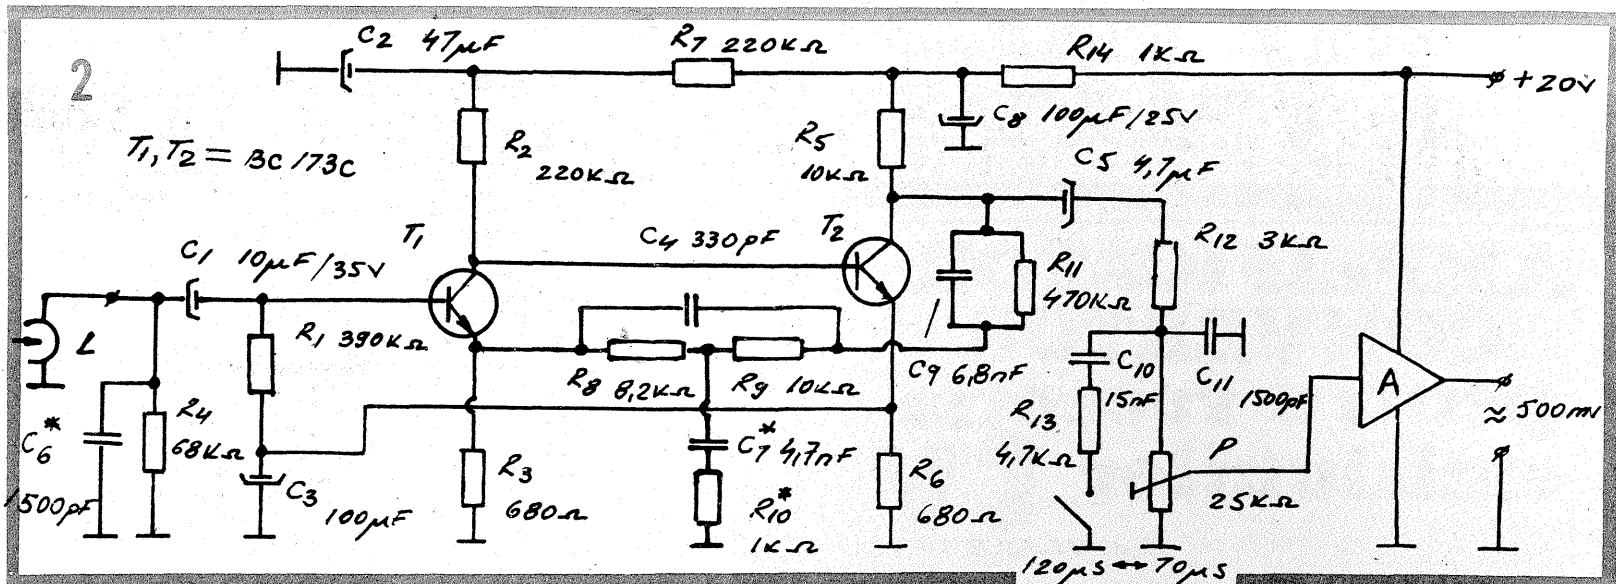 2
C2 47µF
R7 220KΩ
R14 1KΩ
+20V
T1, T2 = BC 173C
R2
220KΩ
R5
10KΩ
C8 100µF/25V
C5 4,7µF
C1 10µF/35V
T1
C4 330pF
T2
R11
470KΩ
R12 3KΩ
L
R1 390KΩ
R8 8,2KΩ
R9 10KΩ
C9 6,8nF
C10
15nF
C11
1500pF
A
≈ 500mV
C6*
1500pF
R4
68KΩ
C3
100µF
R3
680Ω
C7* 4,7nF
R10*
1KΩ
R6
680Ω
R13
4,7KΩ
P
25KΩ
120µS ↔ 70µS